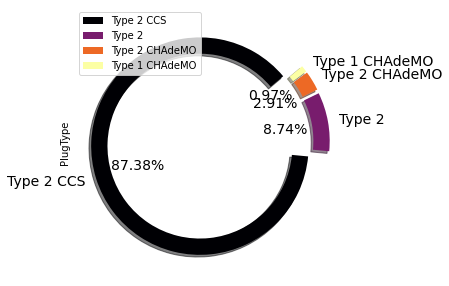 Type 2 CCS
Type 2
Type 2 CHAdeMO
Type 1 CHAdeMO
Type 1 CHAdeMO
Type 2 CHAdeMO
0.97%
2.91%
Type 2
8.74%
PlugType
87.38%
Type 2 CCS